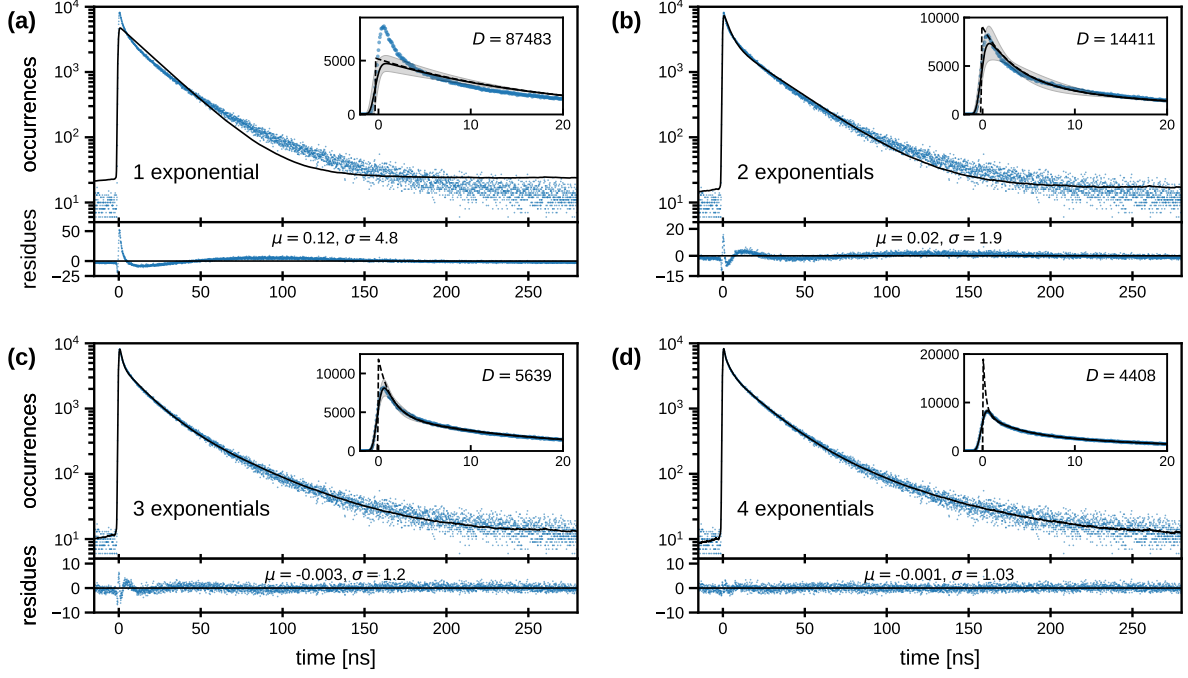 (a)
10⁴
10³
10²
10¹
occurrences
1 exponential
D = 87483
5000
0
0 10 20
residues
50
0
−25
μ = 0.12, σ = 4.8
0 50 100 150 200 250
(b)
10⁴
10³
10²
10¹
2 exponentials
D = 14411
10000
5000
0
0 10 20
20
0
−15
μ = 0.02, σ = 1.9
0 50 100 150 200 250
(c)
10⁴
10³
10²
10¹
occurrences
3 exponentials
D = 5639
10000
5000
0
0 10 20
residues
10
0
−10
μ = -0.003, σ = 1.2
0 50 100 150 200 250
time [ns]
(d)
10⁴
10³
10²
10¹
4 exponentials
D = 4408
20000
10000
0
0 10 20
10
0
−10
μ = -0.001, σ = 1.03
0 50 100 150 200 250
time [ns]